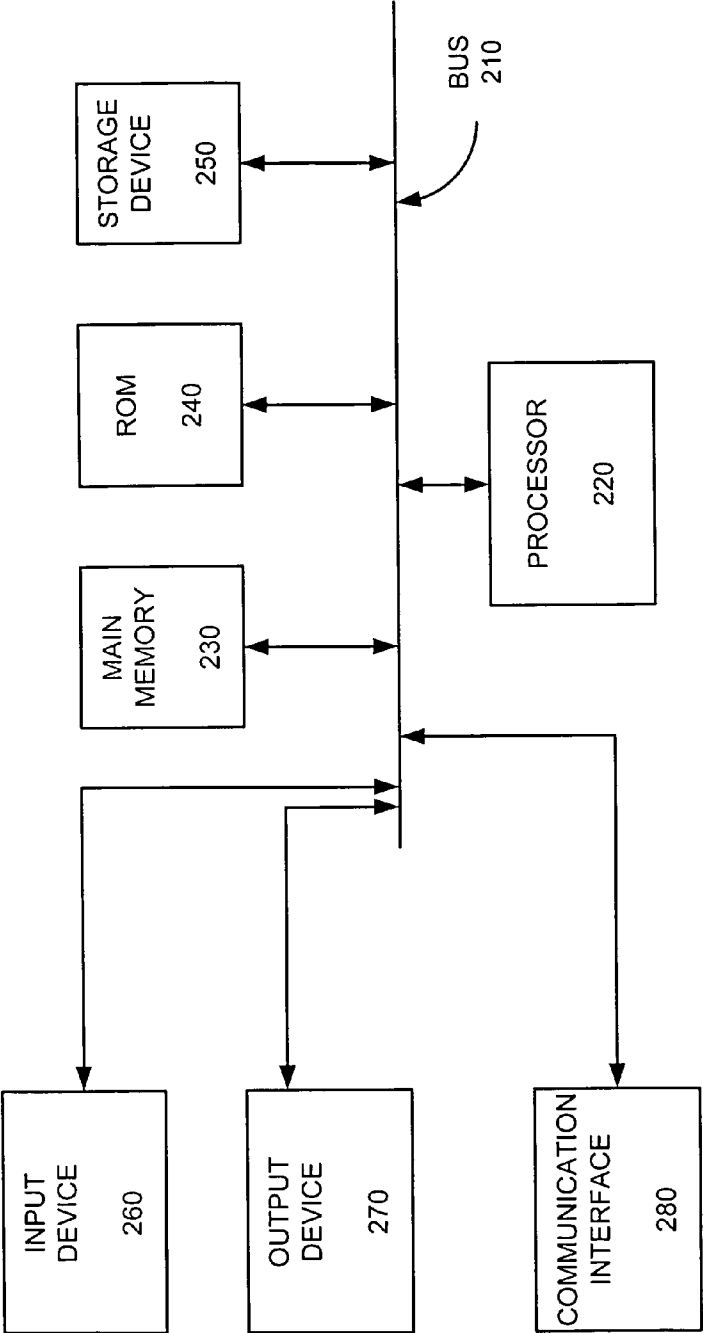 INPUT
DEVICE
260
MAIN
MEMORY
230
ROM
240
STORAGE
DEVICE
250
OUTPUT
DEVICE
270
BUS
210
PROCESSOR
220
COMMUNICATION
INTERFACE
280